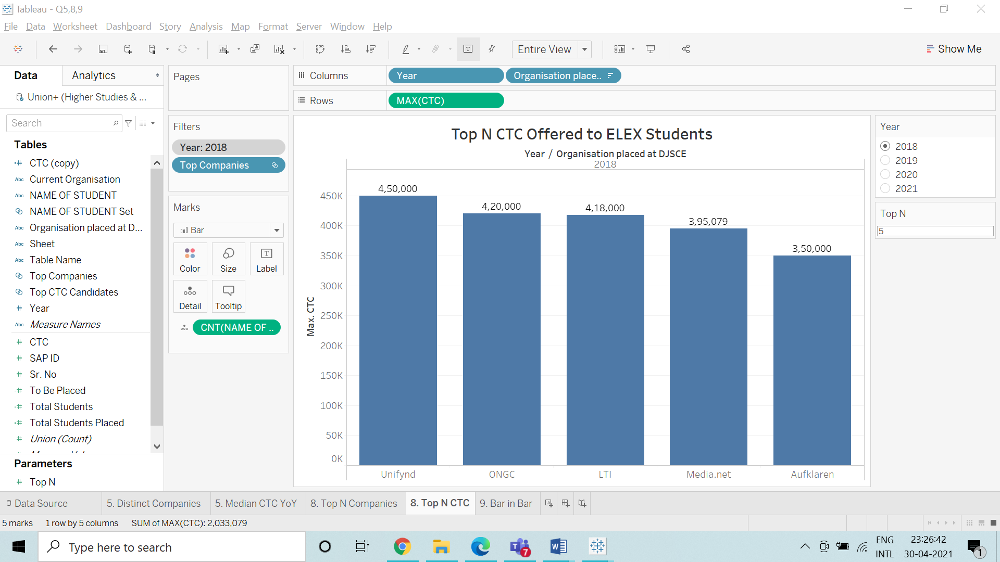 Tableau - Q5,8,9
File Data Worksheet Dashboard Story Analysis Map Format Server Window Help
Entire View
Show Me
Data Analytics
Union+ (Higher Studies & ...
Search
Tables
CTC (copy)
Abc Current Organisation
Abc NAME OF STUDENT
NAME OF STUDENT Set
Abc Organisation placed at D...
Abc Sheet
Abc Table Name
Top Companies
Top CTC Candidates
Year
Abc Measure Names
CTC
SAP ID
Sr. No
To Be Placed
Total Students
Total Students Placed
Union (Count)
Parameters
Top N
Pages
Filters
Year: 2018
Top Companies
Marks
Bar
Color Size Label
Detail Tooltip
CNT(NAME OF ..
Columns Year Organisation place..
Rows MAX(CTC)
Top N CTC Offered to ELEX Students
Year / Organisation placed at DJSCE
2018
Max. CTC
450K
400K
350K
300K
250K
200K
150K
100K
50K
0K
4,50,000
4,20,000
4,18,000
3,95,079
3,50,000
Unifynd ONGC LTI Media.net Aufklaren
Year
2018
2019
2020
2021
Top N
5
Data Source 5. Distinct Companies 5. Median CTC YoY 8. Top N Companies 8. Top N CTC 9. Bar in Bar
5 marks 1 row by 5 columns SUM of MAX(CTC): 2,033,079
Type here to search
7
ENG
INTL
23:26:42
30-04-2021
1